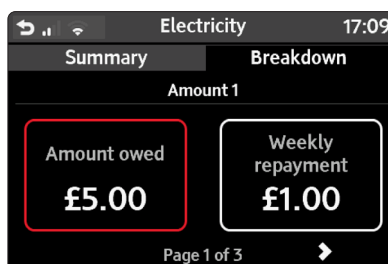 Electricity 17:09
Summary Breakdown
Amount 1
Amount owed
£5.00
Weekly
repayment
£1.00
Page 1 of 3